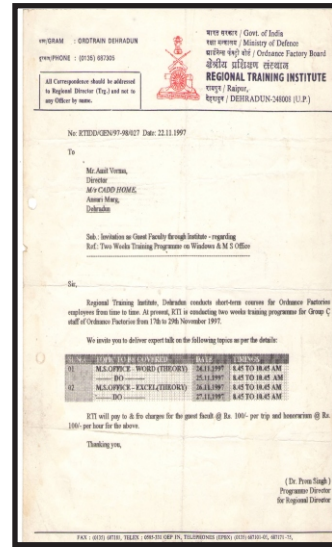 तार/GRAM : ORDTRAIN DEHRADUN
दूरभाष/PHONE : (0135) 687305
All Correspondence should be addressed
to Regional Director (Trg.) and not to
any Officer by name.
भारत सरकार / Govt. of India
रक्षा मन्त्रालय / Ministry of Defence
आर्डनेन्स फैक्ट्री बोर्ड / Ordnance Factory Board
क्षेत्रीय प्रशिक्षण संस्थान
REGIONAL TRAINING INSTITUTE
रायपुर / Raipur,
देहरादून / DEHRADUN-248008 (U.P.)
No: RTIDD/GEN/97-98/027 Date: 22.11.1997
To
Mr. Amit Verma,
Director
M/s CADD HOME,
Ansari Marg,
Dehradun
Sub.: Invitation as Guest Faculty through Institute - regarding
Ref.: Two Weeks Training Programme on Windows & M S Office
Sir,
Regional Training Institute, Dehradun conducts short-term courses for Ordnance Factories
employees from time to time. At present, RTI is conducting two weeks training programme for Group C
staff of Ordnance Factories from 17th to 29th November 1997.
We invite you to deliver expert talk on the following topics as per the details:
TOPIC TO BE COVERED DATE TIMINGS
01 M.S.OFFICE - WORD (THEORY) 24.11.1997 8.45 TO 10.45 AM
-------- DO -------- 25.11.1997 8.45 TO 10.45 AM
02 M.S.OFFICE - EXCEL(THEORY) 26.11.1997 8.45 TO 10.45 AM
-------- DO -------- 27.11.1997 8.45 TO 10.45 AM
RTI will pay to & fro charges for the guest facult @ Rs. 100/- per trip and honorarium @ Rs.
100/- per hour for the above.
Thanking you,
( Dr. Prem Singh )
Programme Director
for Regional Director
FAX : (0135)